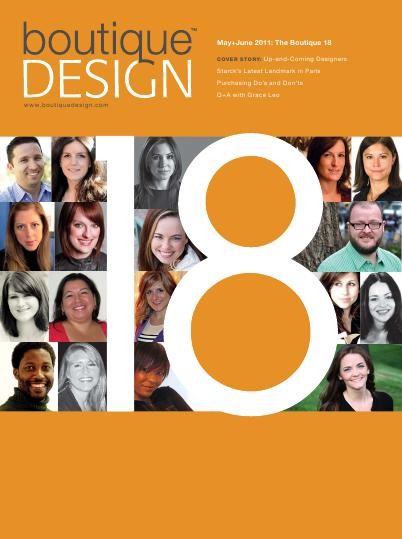 boutique™
DESIGN
www.boutiquedesign.com
May+June 2011: The Boutique 18
COVER STORY: Up-and-Coming Designers
Starck's Latest Landmark in Paris
Purchasing Do's and Don'ts
Q+A with Grace Leo
18